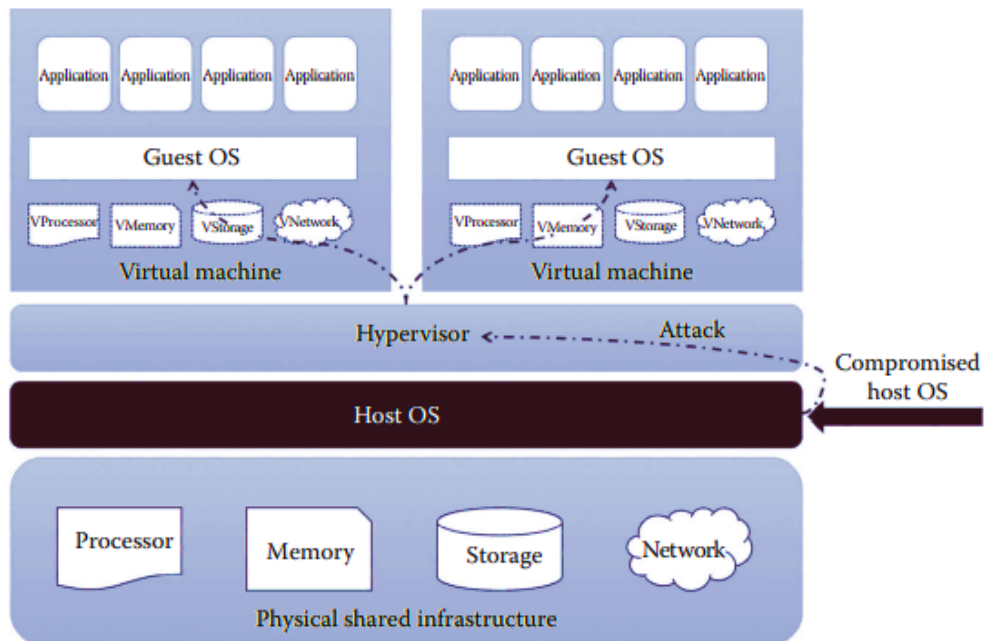 Application Application Application Application
Application Application Application Application
Guest OS
Guest OS
VProcessor VMemory VStorage VNetwork
VProcessor VMemory VStorage VNetwork
Virtual machine
Virtual machine
Hypervisor
Attack
Compromised
host OS
Host OS
Processor
Memory
Storage
Network
Physical shared infrastructure